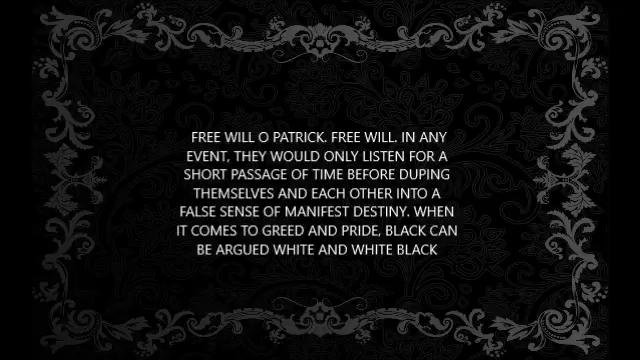 FREE WILL O PATRICK. FREE WILL. IN ANY
EVENT, THEY WOULD ONLY LISTEN FOR A
SHORT PASSAGE OF TIME BEFORE DUPING
THEMSELVES AND EACH OTHER INTO A
FALSE SENSE OF MANIFEST DESTINY. WHEN
IT COMES TO GREED AND PRIDE, BLACK CAN
BE ARGUED WHITE AND WHITE BLACK